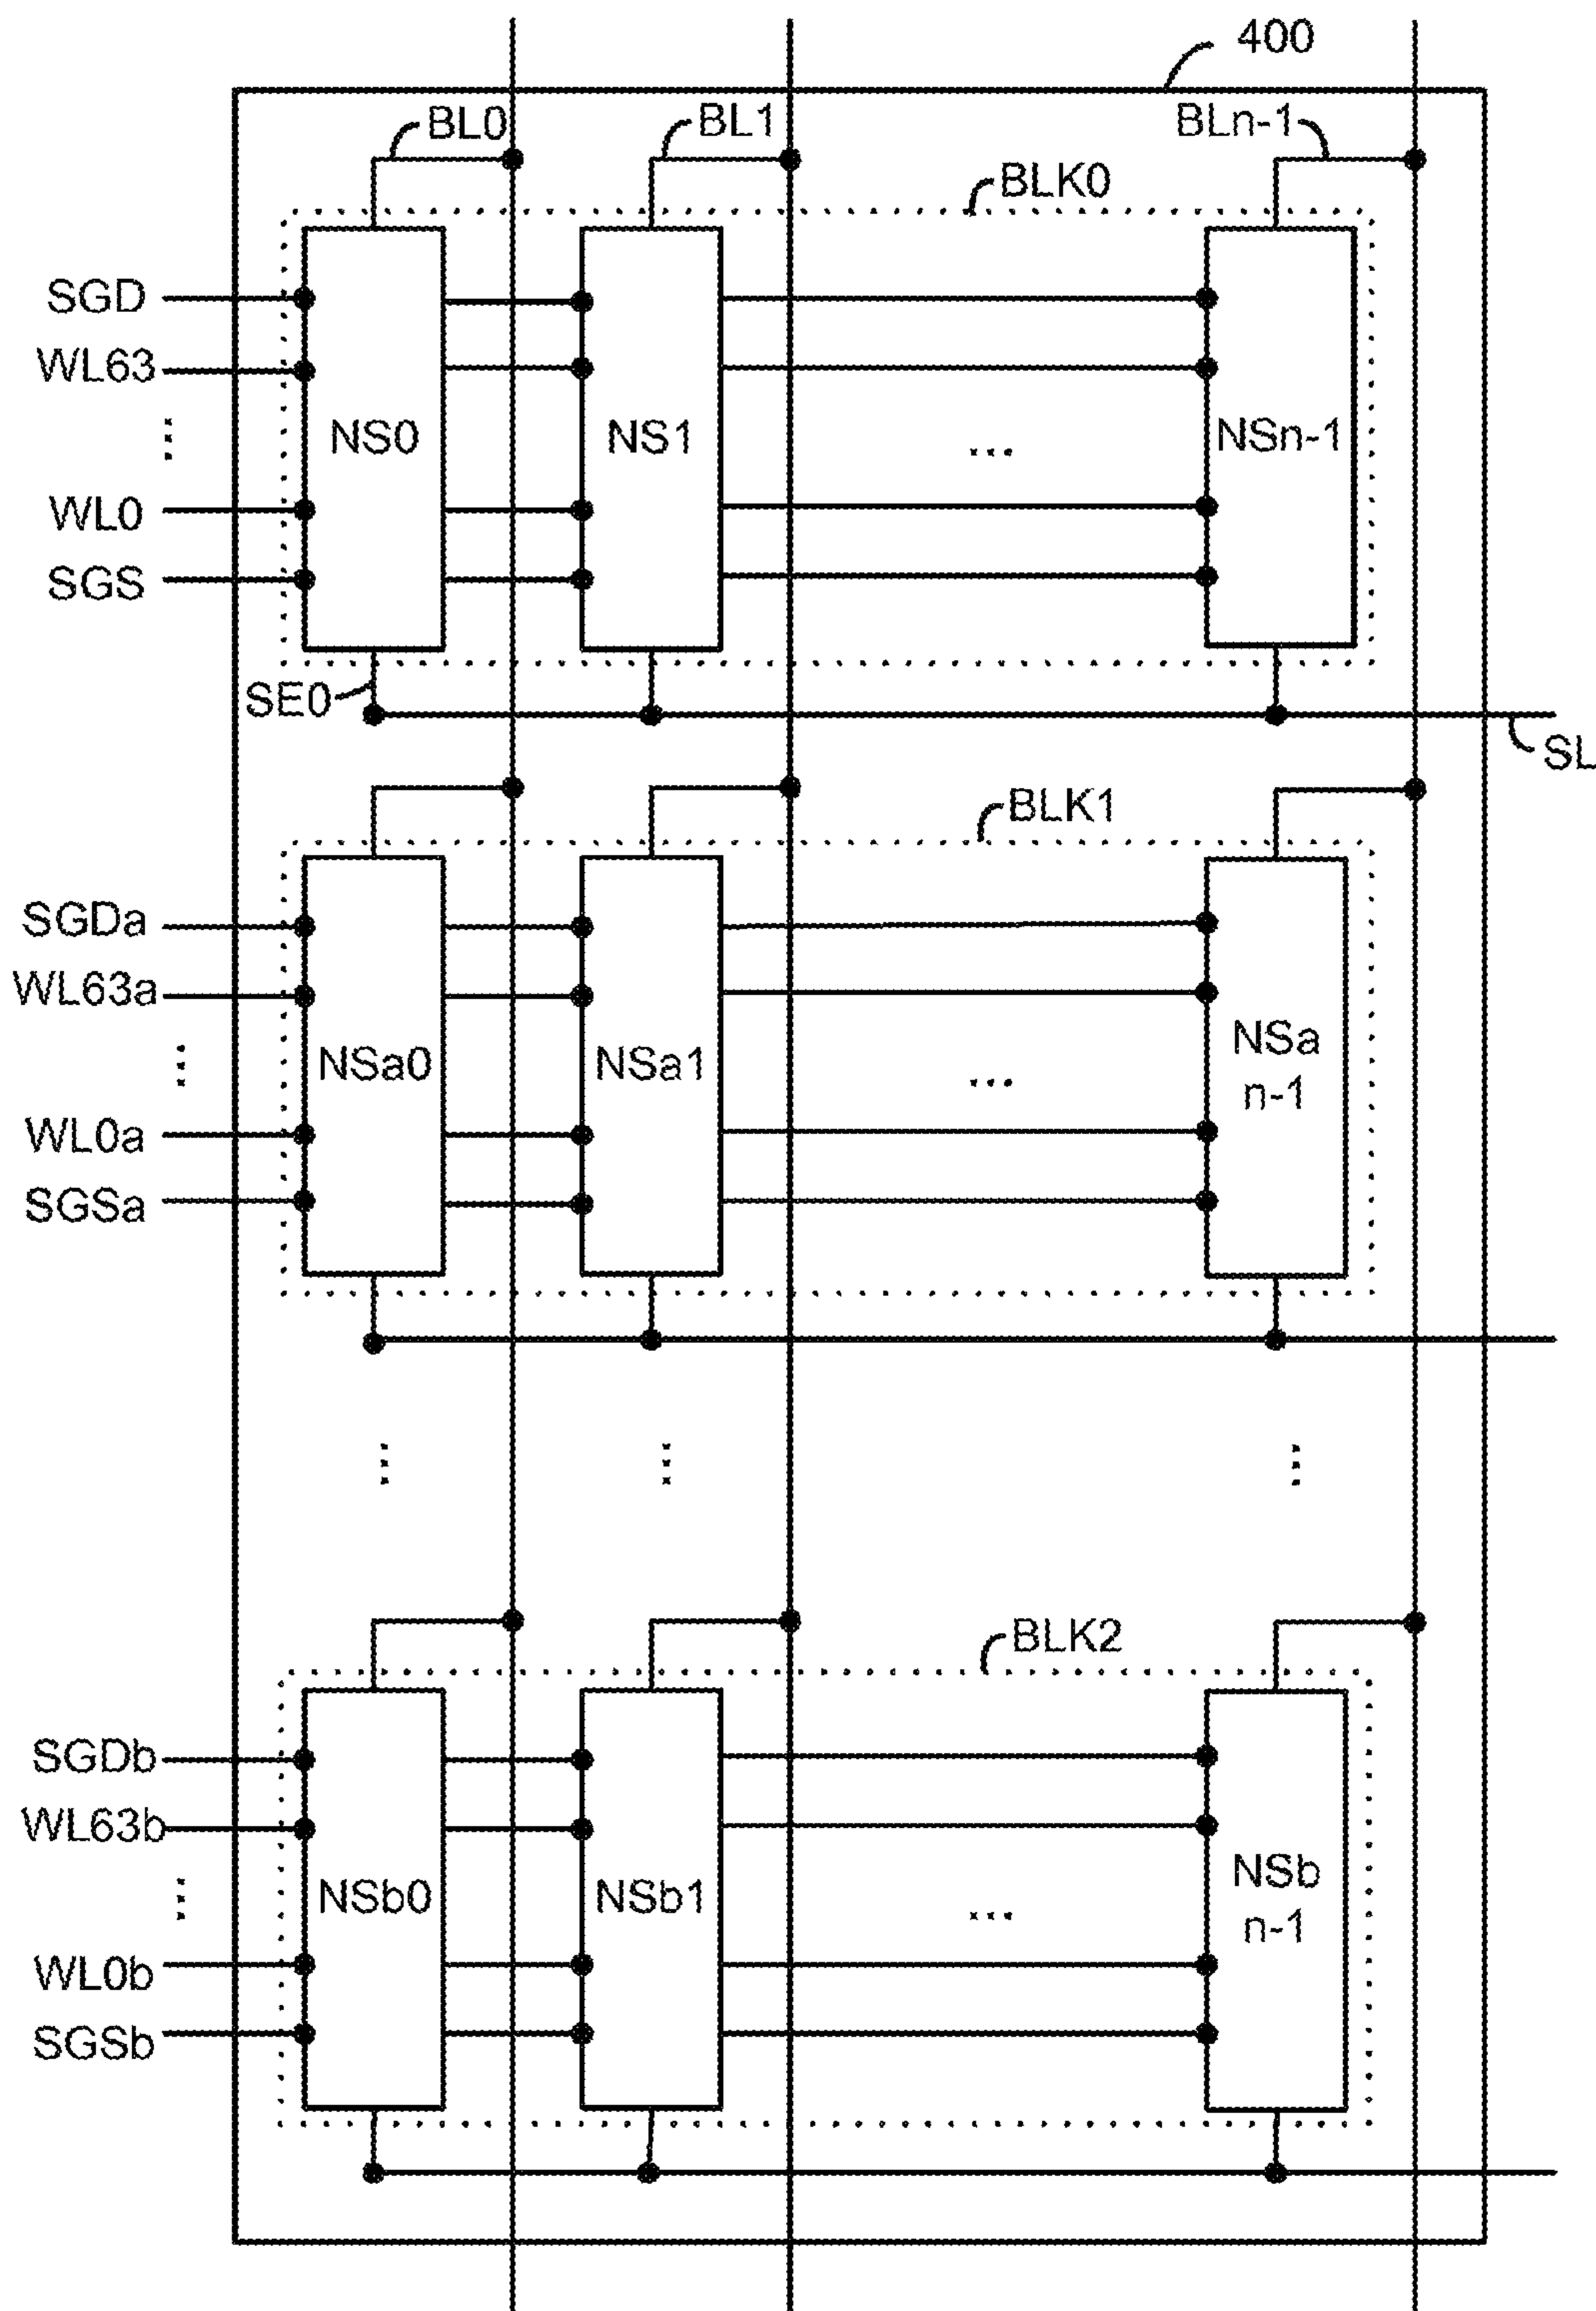 400
BL0
BL1
BLn-1
BLK0
SGD
WL63
...
WL0
SGS
NS0
NS1
...
NSn-1
SE0
SL
BLK1
SGDa
WL63a
...
WL0a
SGSa
NSa0
NSa1
...
NSa
n-1
...
...
...
BLK2
SGDb
WL63b
...
WL0b
SGSb
NSb0
NSb1
...
NSb
n-1